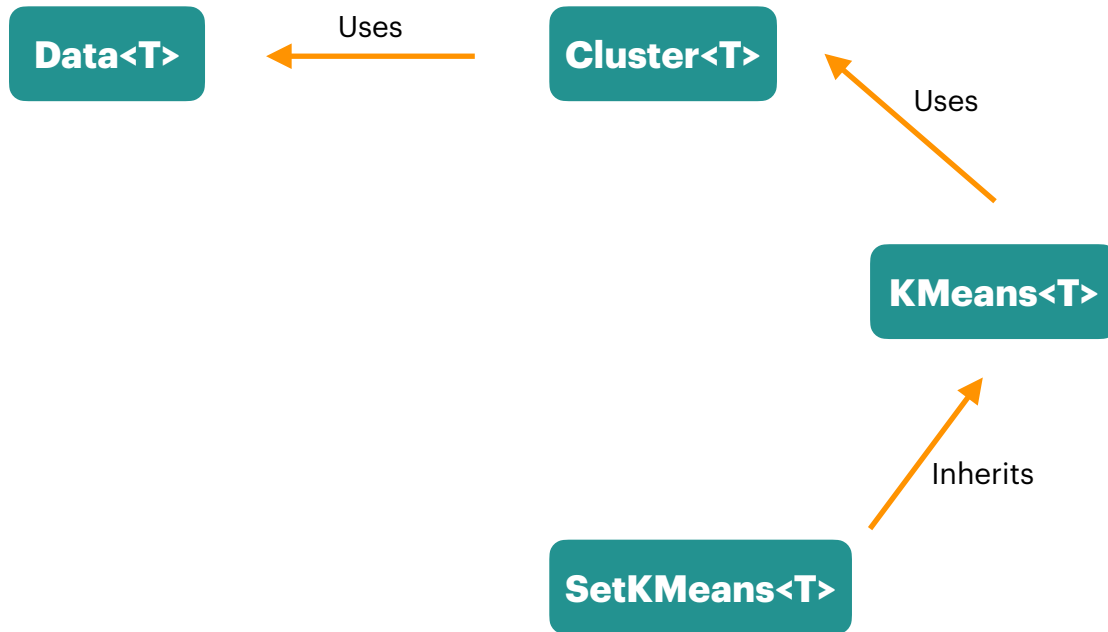 Data<T>
Uses
Cluster<T>
Uses
KMeans<T>
Inherits
SetKMeans<T>